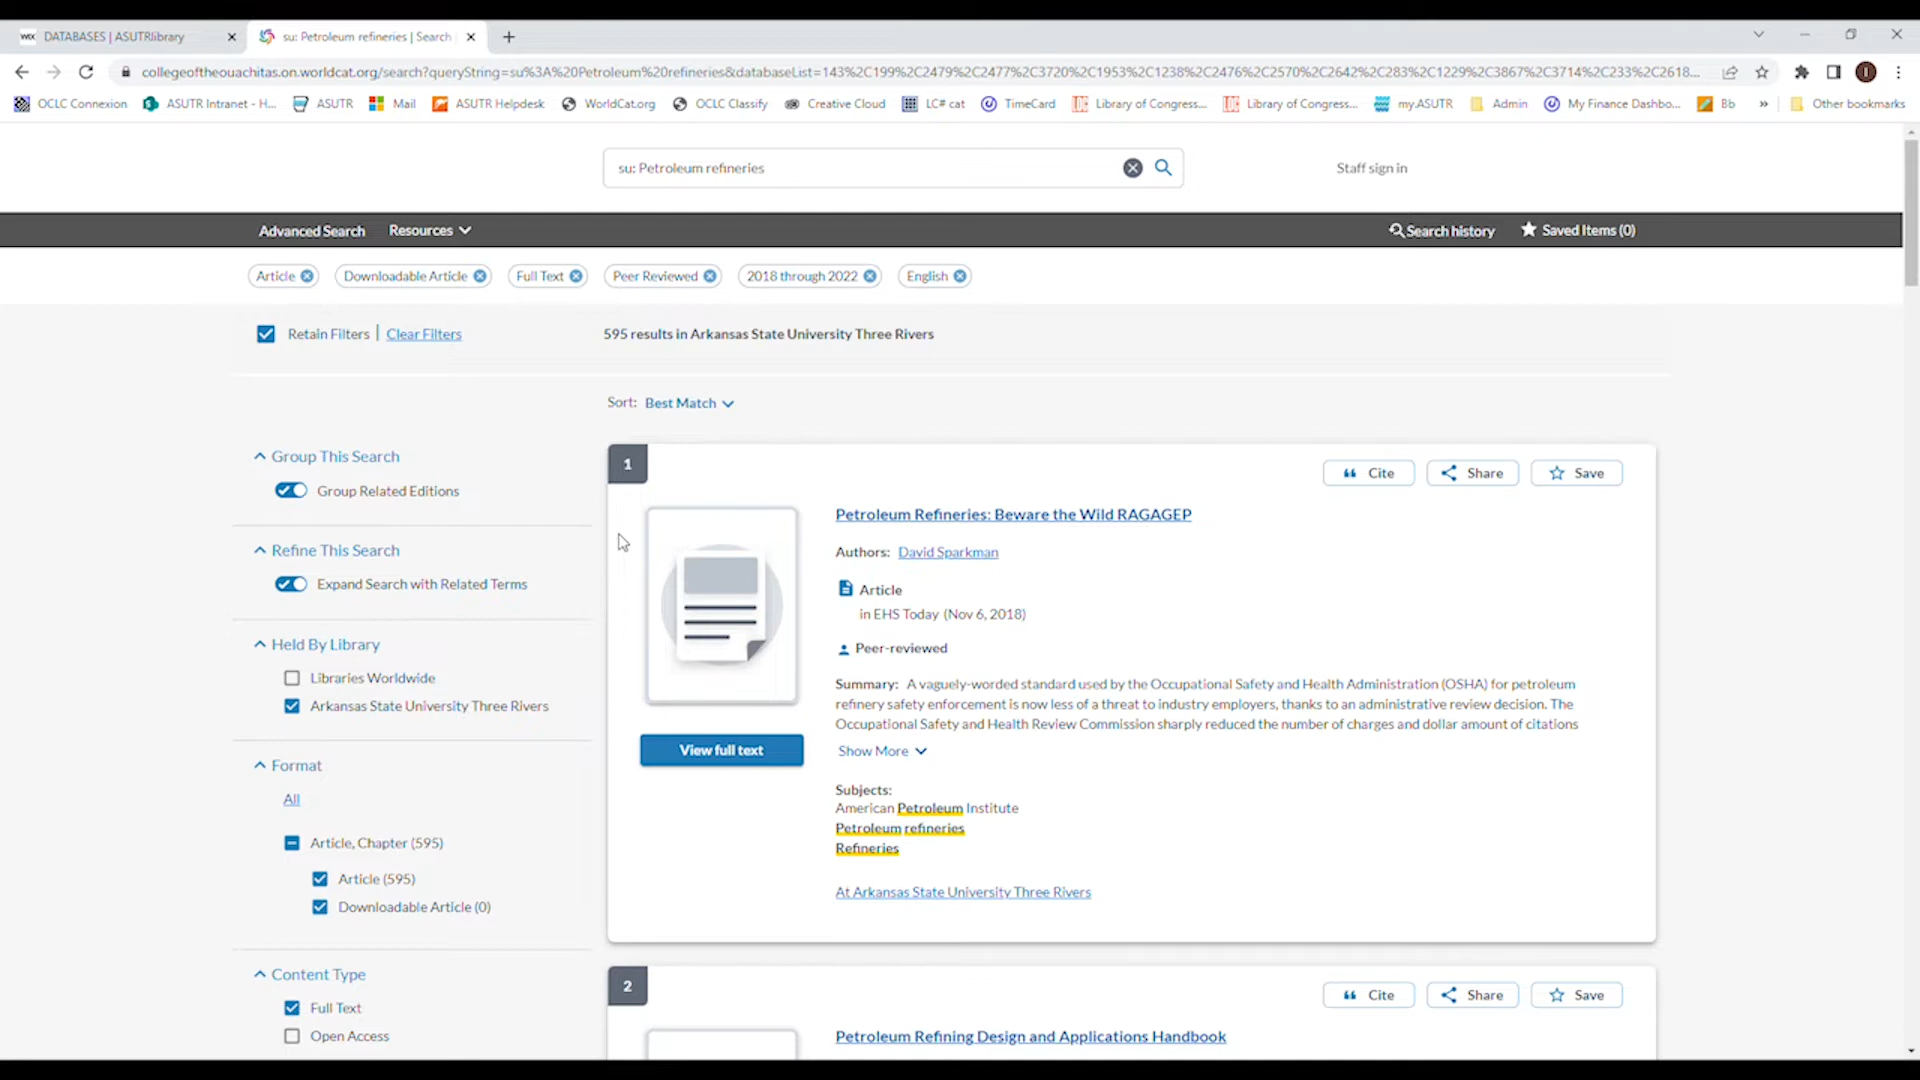 WIX DATABASES | ASUTRlibrary
su: Petroleum refineries | Search
collegeoftheouachitas.on.worldcat.org/search?queryString=su%3A%20Petroleum%20refineries&databaseList=143%2C199%2C2479%2C2477%2C3720%2C1953%2C1238%2C2476%2C2570%2C2642%2C283%2C1229%2C3867%2C3714%2C233%2C2618...
OCLC Connexion ASUTR Intranet - H... ASUTR Mail ASUTR Helpdesk WorldCat.org OCLC Classify Creative Cloud LC# cat TimeCard Library of Congress... Library of Congress... my.ASUTR Admin My Finance Dashbo... Bb » Other bookmarks
su: Petroleum refineries
Staff sign in
Advanced Search Resources Search history Saved Items (0)
Article Downloadable Article Full Text Peer Reviewed 2018 through 2022 English
Retain Filters | Clear Filters
595 results in Arkansas State University Three Rivers
Sort: Best Match
Group This Search
Group Related Editions
Refine This Search
Expand Search with Related Terms
Held By Library
Libraries Worldwide
Arkansas State University Three Rivers
Format
All
Article, Chapter (595)
Article (595)
Downloadable Article (0)
Content Type
Full Text
Open Access
1
Cite Share Save
Petroleum Refineries: Beware the Wild RAGAGEP
Authors: David Sparkman
Article
in EHS Today (Nov 6, 2018)
Peer-reviewed
Summary: A vaguely-worded standard used by the Occupational Safety and Health Administration (OSHA) for petroleum
refinery safety enforcement is now less of a threat to industry employers, thanks to an administrative review decision. The
Occupational Safety and Health Review Commission sharply reduced the number of charges and dollar amount of citations
Show More
View full text
Subjects:
American Petroleum Institute
Petroleum refineries
Refineries
At Arkansas State University Three Rivers
2
Cite Share Save
Petroleum Refining Design and Applications Handbook